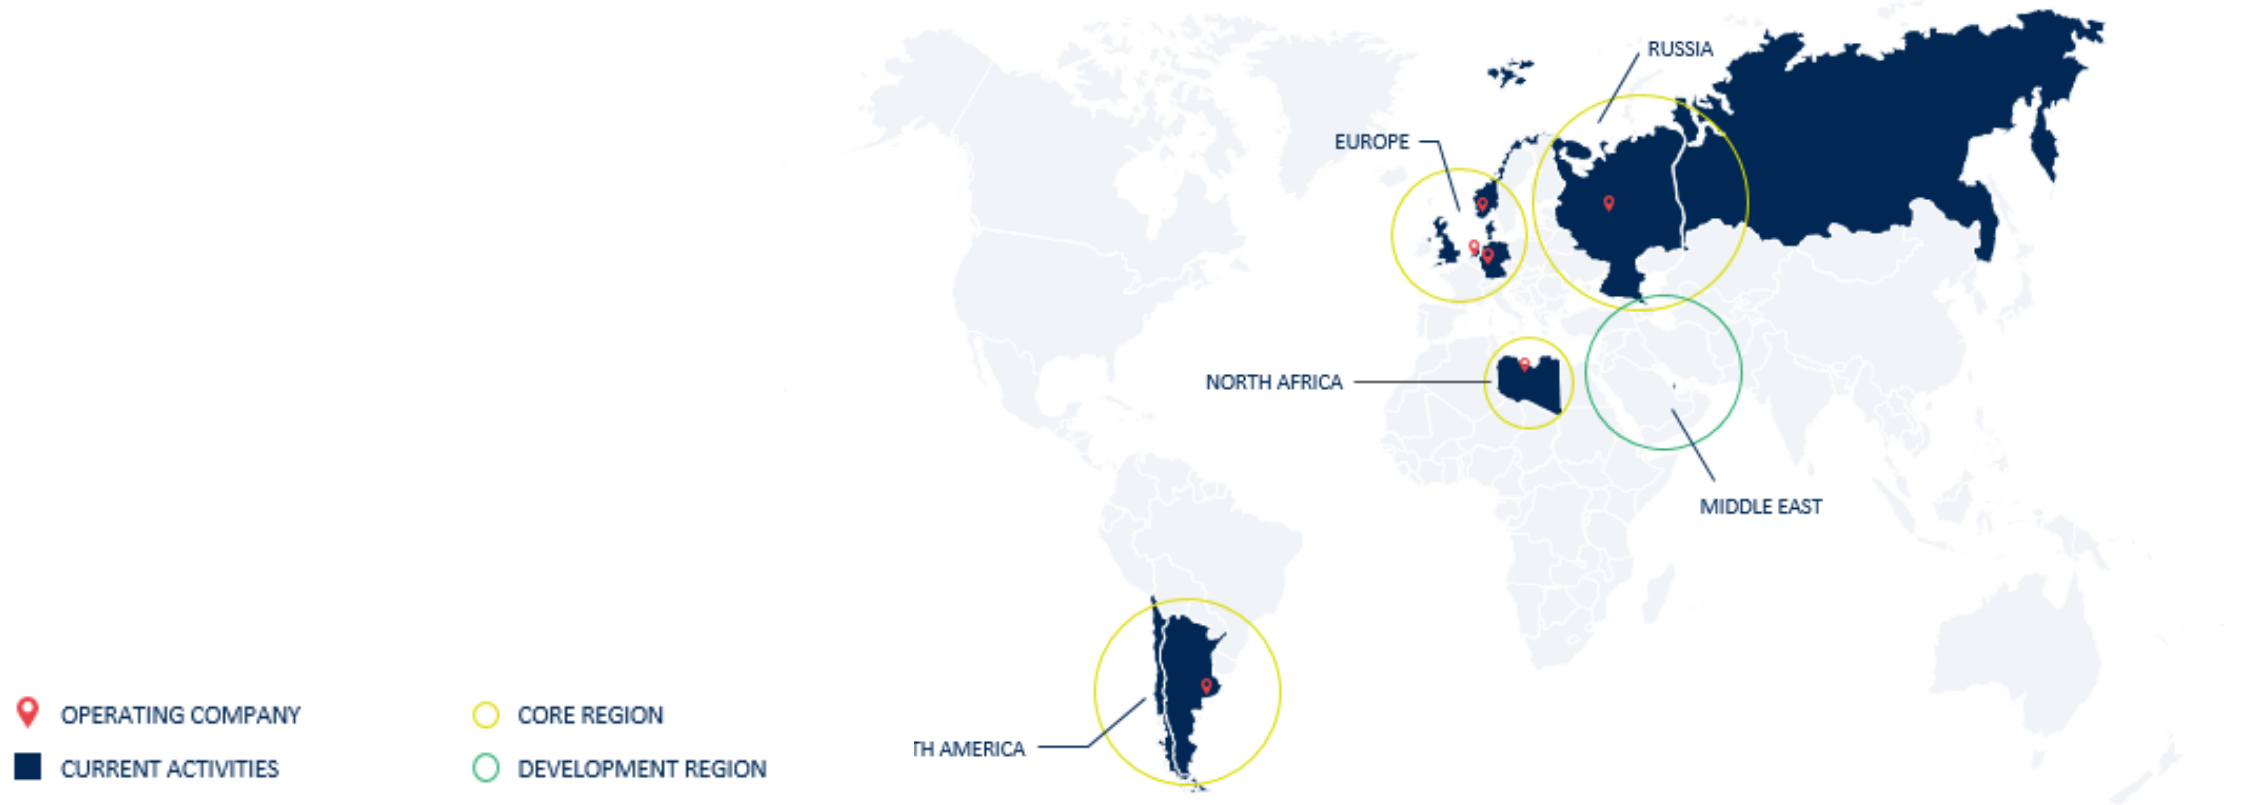 RUSSIA
EUROPE
NORTH AFRICA
MIDDLE EAST
OPERATING COMPANY
CORE REGION
TH AMERICA
CURRENT ACTIVITIES
DEVELOPMENT REGION